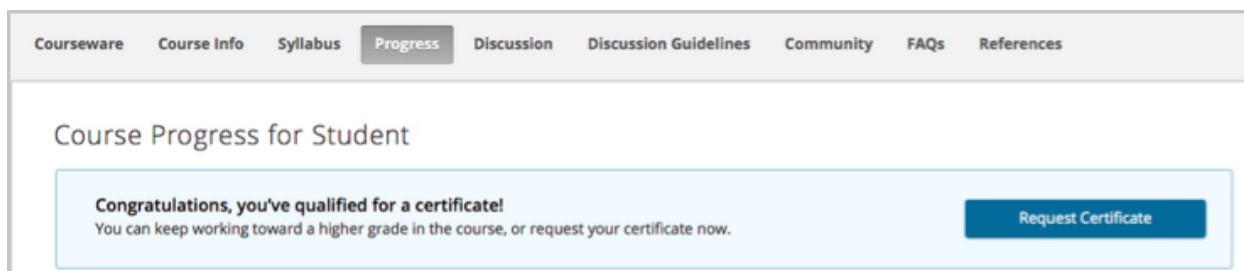 Courseware Course Info Syllabus Progress Discussion Discussion Guidelines Community FAQs References
Course Progress for Student
Congratulations, you've qualified for a certificate!
You can keep working toward a higher grade in the course, or request your certificate now.
Request Certificate